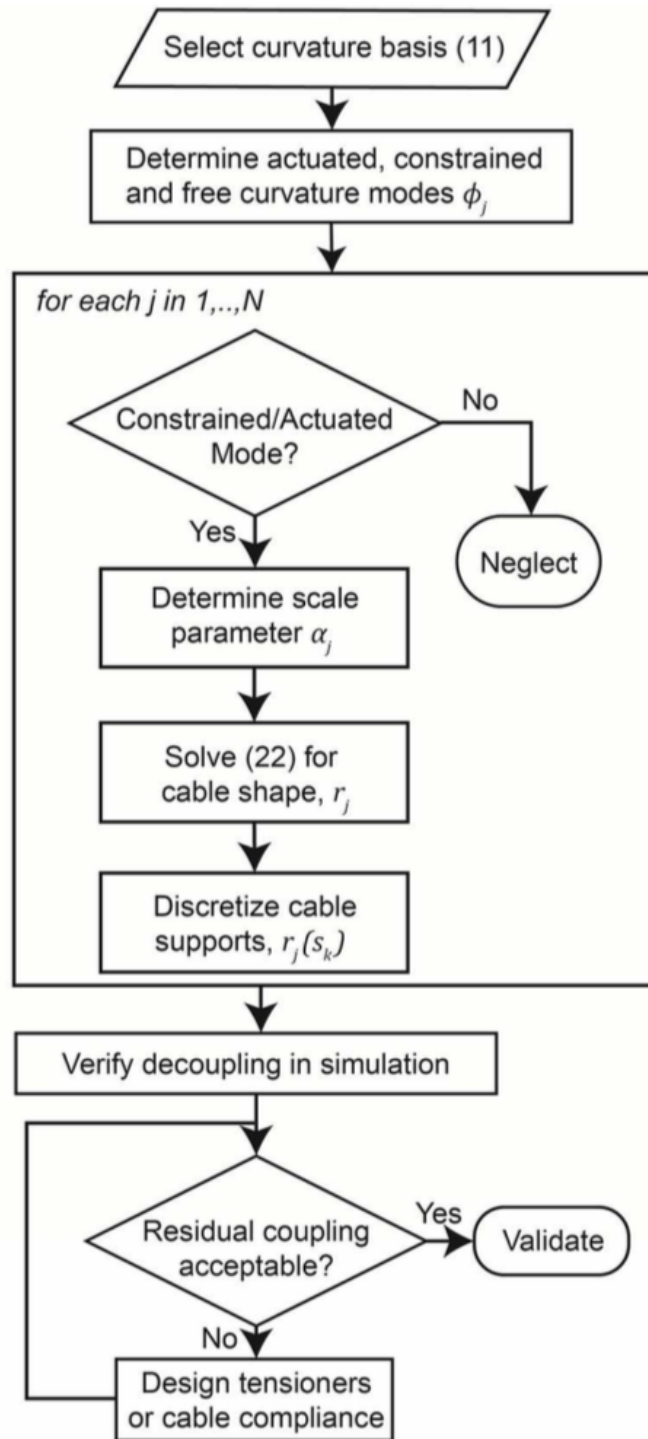 Select curvature basis (11)
Determine actuated, constrained
and free curvature modes ϕ_j
for each j in 1,..,N
Constrained/Actuated
Mode?
No
Yes
Neglect
Determine scale
parameter α_j
Solve (22) for
cable shape, r_j
Discretize cable
supports, r_j(s_k)
Verify decoupling in simulation
Residual coupling
acceptable?
Yes
Validate
No
Design tensioners
or cable compliance